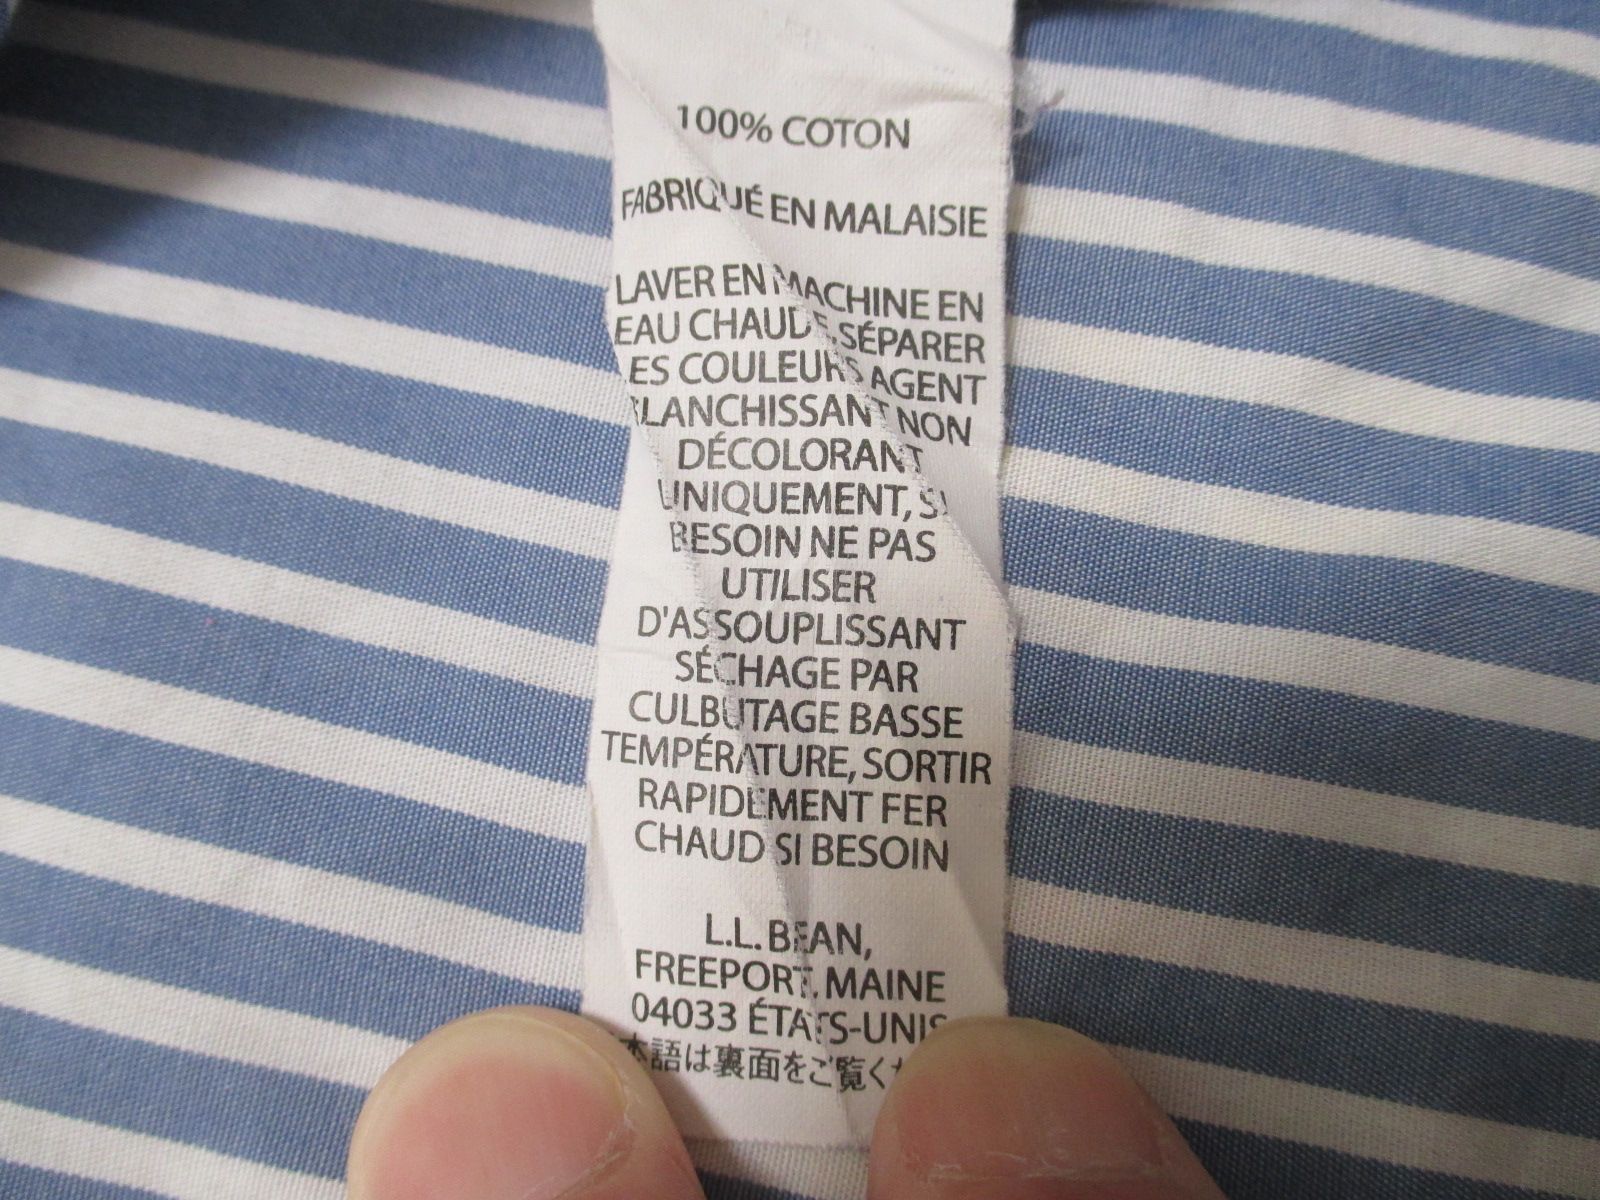 100% COTON
FABRIQUÉ EN MALAISIE
LAVER EN MACHINE EN
EAU CHAUDE, SÉPARER
LES COULEURS AGENT
BLANCHISSANT NON
DÉCOLORANT
UNIQUEMENT, SI
BESOIN NE PAS
UTILISER
D'ASSOUPLISSANT
SÉCHAGE PAR
CULBUTAGE BASSE
TEMPÉRATURE, SORTIR
RAPIDEMENT FER
CHAUD SI BESOIN
L.L. BEAN,
FREEPORT, MAINE
04033 ÉTATS-UNIS
本語は裏面をご覧くだ